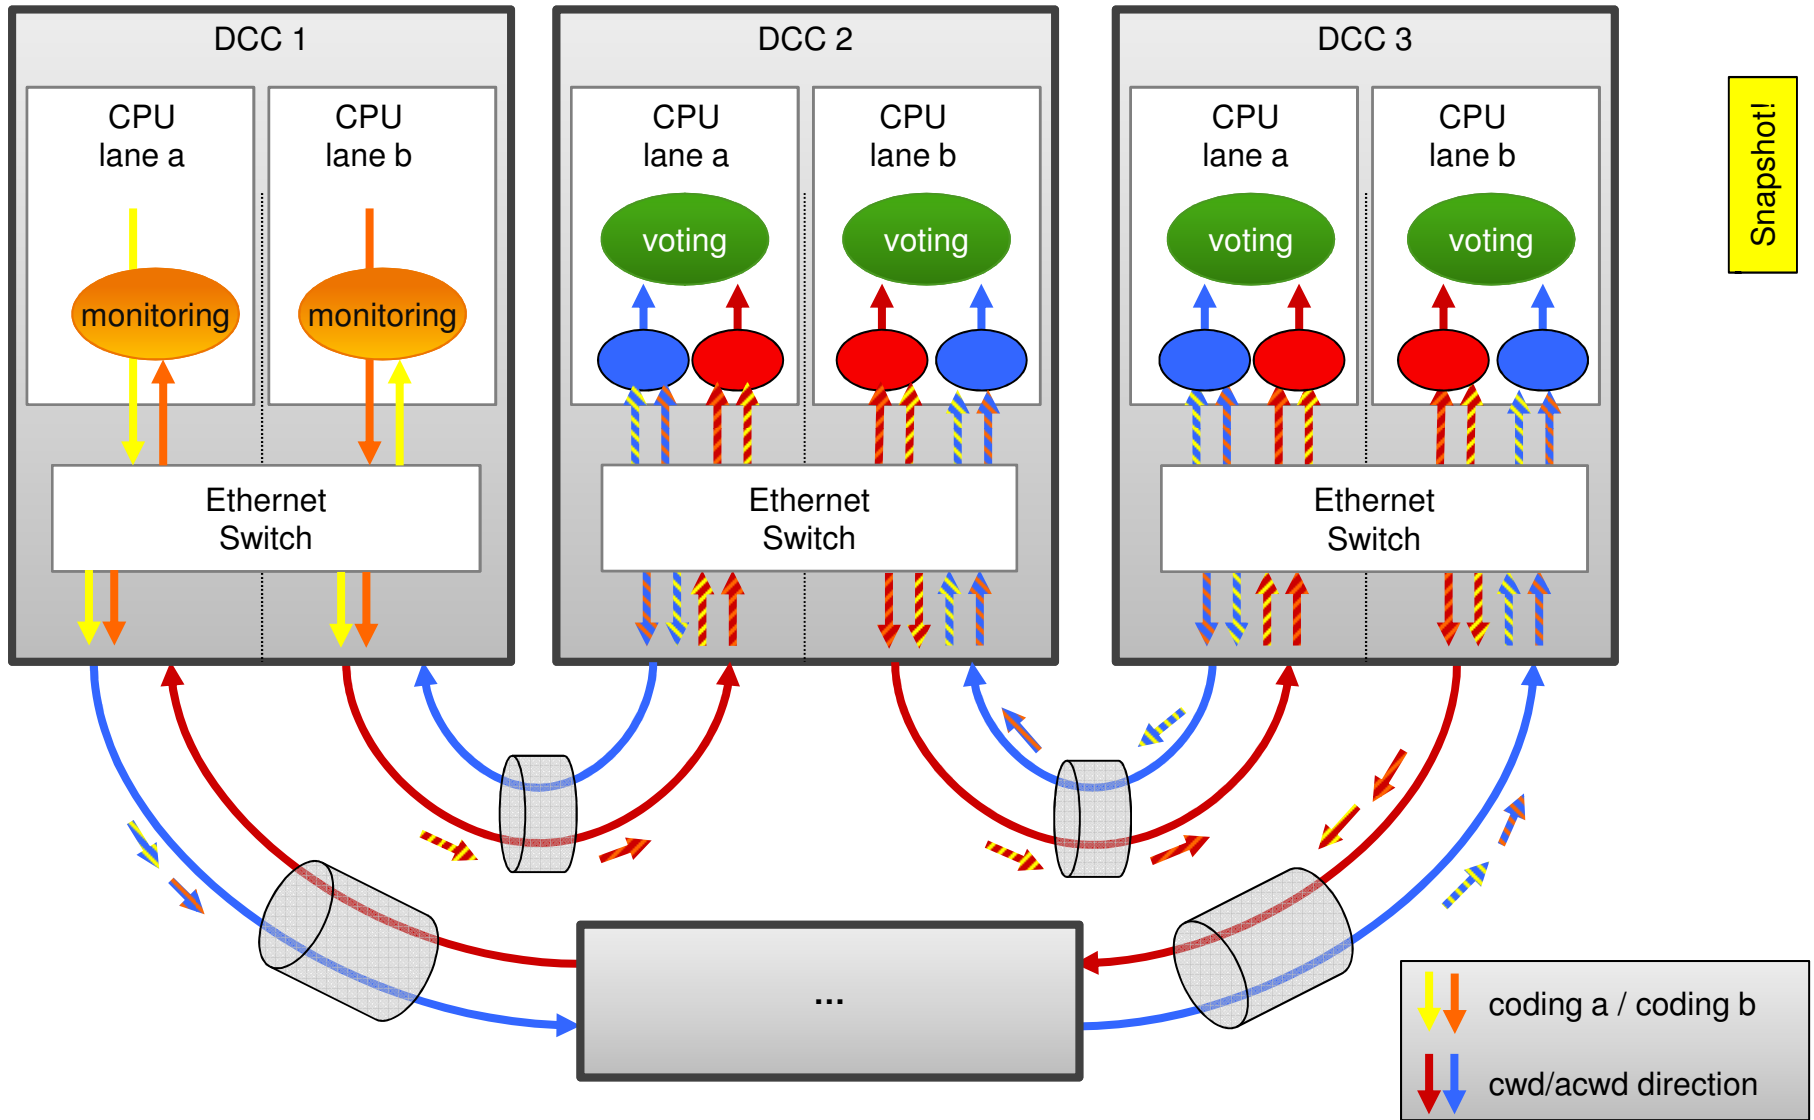 DCC 1
DCC 2
DCC 3
CPU
lane a
CPU
lane b
CPU
lane a
CPU
lane b
CPU
lane a
CPU
lane b
Snapshot!
voting
voting
voting
voting
monitoring
monitoring
Ethernet
Switch
Ethernet
Switch
Ethernet
Switch
...
coding a / coding b
cwd/acwd direction